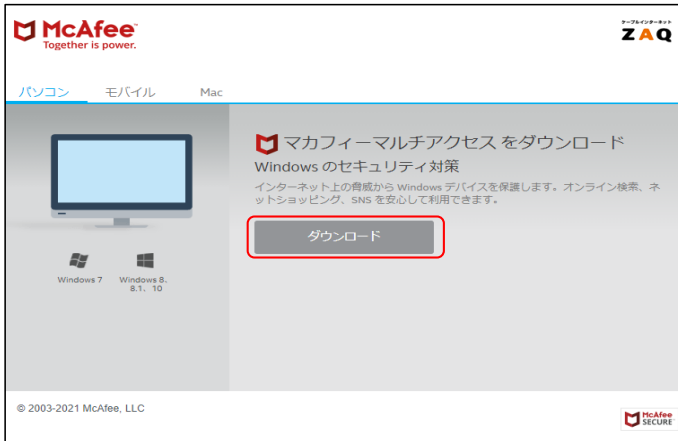 McAfee™
Together is power.
ケーブルインターネット
ZAQ
パソコン モバイル Mac
マカフィーマルチアクセス をダウンロード
Windows のセキュリティ対策
インターネット上の脅威から Windows デバイスを保護します。オンライン検索、ネ
ットショッピング、SNS を安心して利用できます。
ダウンロード
Windows 7 Windows 8.
8.1、10
© 2003-2021 McAfee, LLC
McAfee
SECURE